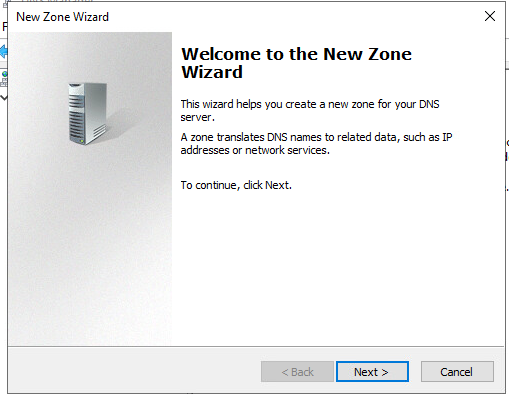 New Zone Wizard
Welcome to the New Zone
Wizard
This wizard helps you create a new zone for your DNS
server.
A zone translates DNS names to related data, such as IP
addresses or network services.
To continue, click Next.
< Back
Next >
Cancel